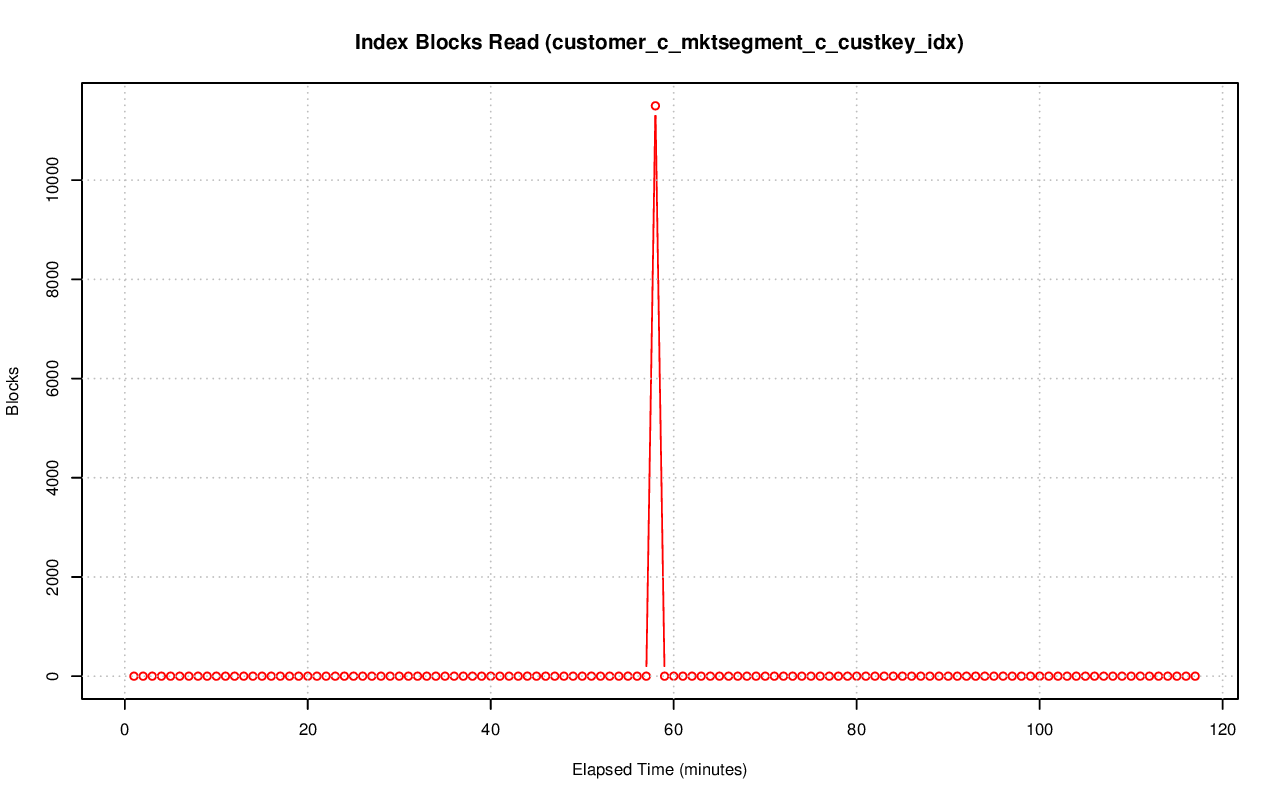 Index Blocks Read (customer_c_mktsegment_c_custkey_idx)
10000
8000
6000
4000
2000
0
Blocks
0 20 40 60 80 100 120
Elapsed Time (minutes)